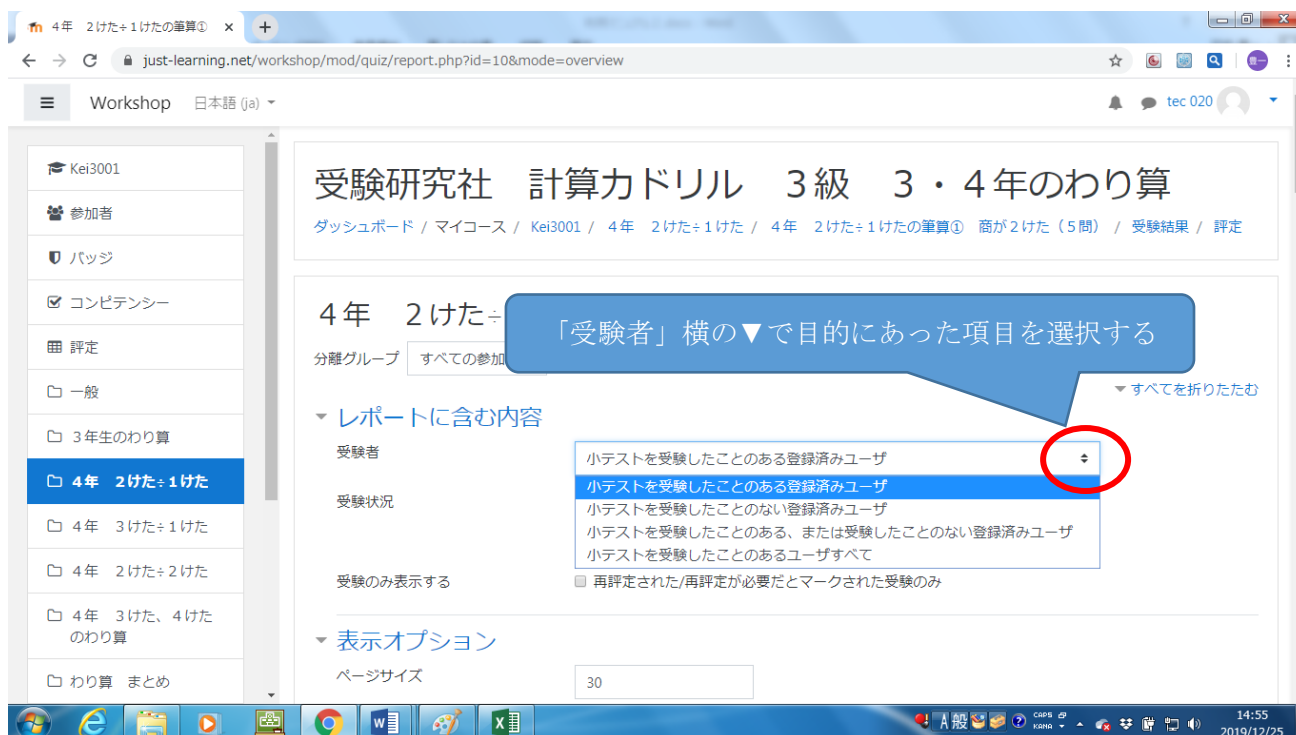 4年 2けた÷1けたの筆算①
just-learning.net/workshop/mod/quiz/report.php?id=10&mode=overview
Workshop 日本語 (ja)
tec 020
Kei3001
参加者
バッジ
コンピテンシー
評定
一般
3年生のわり算
4年 2けた÷1けた
4年 3けた÷1けた
4年 2けた÷2けた
4年 3けた、4けた
のわり算
わり算 まとめ
受験研究社 計算力ドリル 3級 3・4年のわり算
ダッシュボード / マイコース / Kei3001 / 4年 2けた÷1けた / 4年 2けた÷1けたの筆算① 商が2けた(5問) / 受験結果 / 評定
4年 2けた÷
「受験者」横の▼で目的にあった項目を選択する
分離グループ すべての参加
すべてを折りたたむ
レポートに含む内容
受験者
小テストを受験したことのある登録済みユーザ
小テストを受験したことのある登録済みユーザ
小テストを受験したことのない登録済みユーザ
小テストを受験したことのある、または受験したことのない登録済みユーザ
小テストを受験したことのあるユーザすべて
受験状況
受験のみ表示する
再評定された/再評定が必要だとマークされた受験のみ
表示オプション
ページサイズ
30
A 般
CAPS
KANA
14:55
2019/12/25